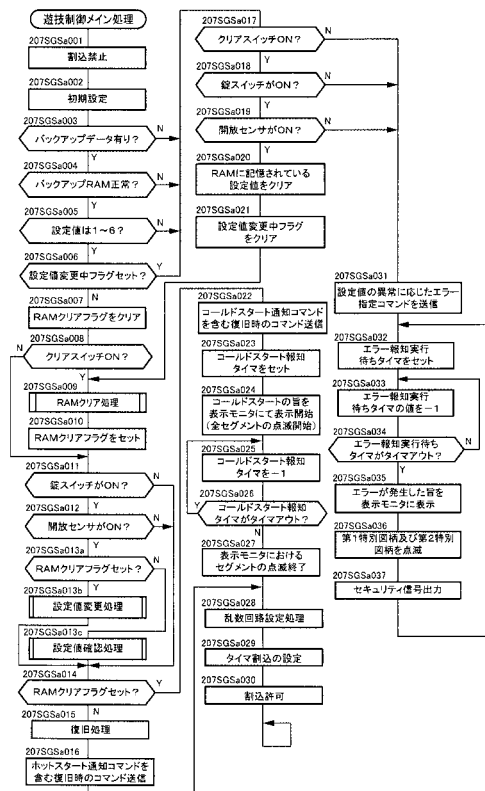 遊技制御メイン処理
207SGSa001
割込禁止
207SGSa002
初期設定
207SGSa003
バックアップデータ有り?
N
Y
207SGSa004
バックアップRAM正常?
N
Y
207SGSa005
設定値は1~6?
N
Y
207SGSa006
設定値変更中フラグセット?
Y
N
207SGSa007
RAMクリアフラグをクリア
207SGSa008
クリアスイッチON?
N
Y
207SGSa009
RAMクリア処理
207SGSa010
RAMクリアフラグをセット
207SGSa011
錠スイッチがON?
N
Y
207SGSa012
開放センサがON?
N
Y
207SGSa013a
RAMクリアフラグセット?
N
Y
207SGSa013b
設定値変更処理
207SGSa013c
設定値確認処理
207SGSa014
RAMクリアフラグセット?
Y
N
207SGSa015
復旧処理
207SGSa016
ホットスタート通知コマンドを
含む復旧時のコマンド送信
207SGSa017
クリアスイッチON?
N
Y
207SGSa018
錠スイッチがON?
N
Y
207SGSa019
開放センサがON?
N
Y
207SGSa020
RAMに記憶されている
設定値をクリア
207SGSa021
設定値変更中フラグ
をクリア
207SGSa022
コールドスタート通知コマンド
を含む復旧時のコマンド送信
207SGSa023
コールドスタート報知
タイマをセット
207SGSa024
コールドスタートの旨を
表示モニタにて表示開始
(全セグメントの点滅開始)
207SGSa025
コールドスタート報知
タイマを-1
207SGSa026
コールドスタート報知
タイマがタイマアウト?
Y
N
207SGSa027
表示モニタにおける
セグメントの点滅終了
207SGSa028
乱数回路設定処理
207SGSa029
タイマ割込の設定
207SGSa030
割込許可
207SGSa031
設定値の異常に応じたエラー
指定コマンドを送信
207SGSa032
エラー報知実行
待ちタイマをセット
207SGSa033
エラー報知実行
待ちタイマの値を-1
207SGSa034
エラー報知実行待ち
タイマがタイマアウト?
N
Y
207SGSa035
エラーが発生した旨を
表示モニタに表示
207SGSa036
第1特別図柄及び第2特別
図柄を点滅
207SGSa037
セキュリティ信号出力